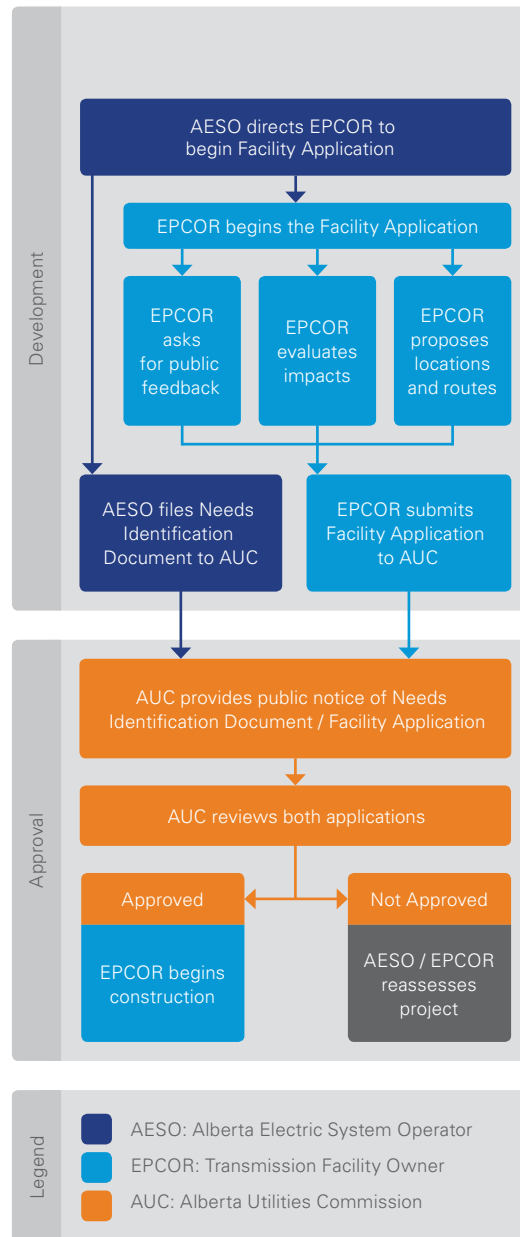 Development
AESO directs EPCOR to
begin Facility Application
EPCOR begins the Facility Application
EPCOR
asks
for public
feedback
EPCOR
evaluates
impacts
EPCOR
proposes
locations
and routes
AESO files Needs
Identification
Document to AUC
EPCOR submits
Facility Application
to AUC
Approval
AUC provides public notice of Needs
Identification Document / Facility Application
AUC reviews both applications
Approved
EPCOR begins
construction
Not Approved
AESO / EPCOR
reassesses
project
Legend
AESO: Alberta Electric System Operator
EPCOR: Transmission Facility Owner
AUC: Alberta Utilities Commission